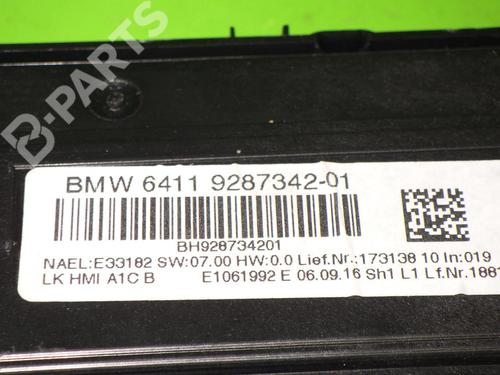 B-PARTS
BMW 6411 9287342-01
BH928734201
NAEL:E33182 SW:07.00 HW:0.0 Lief.Nr.:173138 10 In:019
LK HMI A1C B E1061992 E 06.09.16 Sh1 L1 Lf.Nr.1881